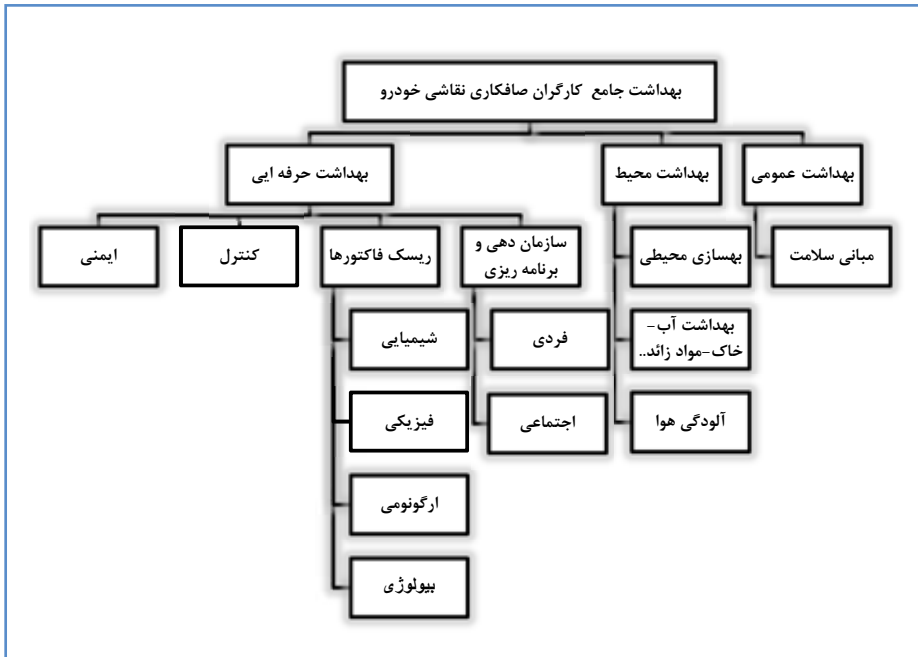 بهداشت جامع کارگران صافکاری نقاشی خودرو
بهداشت عمومی
بهداشت محیط
بهداشت حرفه ایی
مبانی سلامت
بهسازی محیطی
سازمان دهی و
برنامه ریزی
ریسک فاکتورها
کنترل
ایمنی
بهداشت آب-
خاک-مواد زائد..
فردی
شیمیایی
آلودگی هوا
اجتماعی
فیزیکی
ارگونومی
بیولوژی